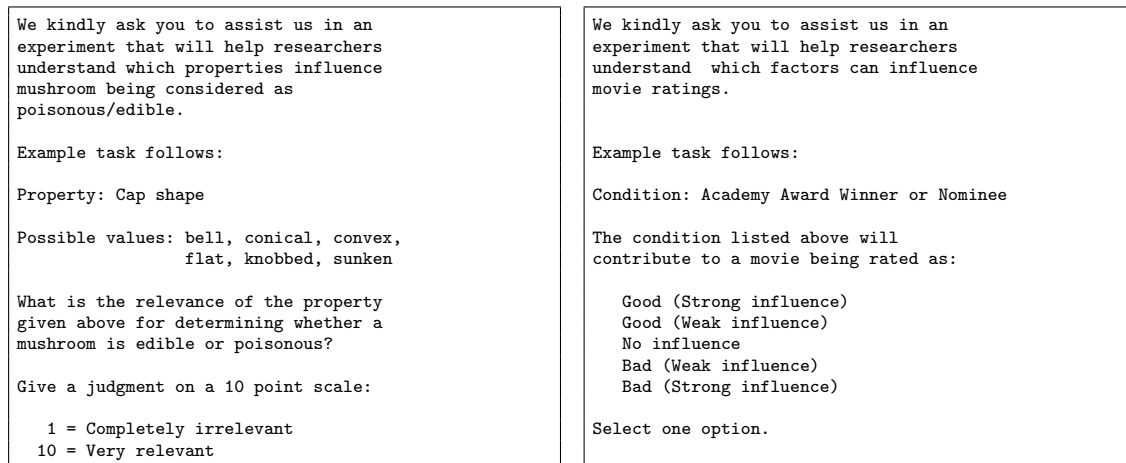 We kindly ask you to assist us in an
experiment that will help researchers
understand which properties influence
mushroom being considered as
poisonous/edible.
Example task follows:
Property: Cap shape
Possible values: bell, conical, convex,
flat, knobbed, sunken
What is the relevance of the property
given above for determining whether a
mushroom is edible or poisonous?
Give a judgment on a 10 point scale:
1 = Completely irrelevant
10 = Very relevant
We kindly ask you to assist us in an
experiment that will help researchers
understand  which factors can influence
movie ratings.
Example task follows:
Condition: Academy Award Winner or Nominee
The condition listed above will
contribute to a movie being rated as:
Good (Strong influence)
Good (Weak influence)
No influence
Bad (Weak influence)
Bad (Strong influence)
Select one option.